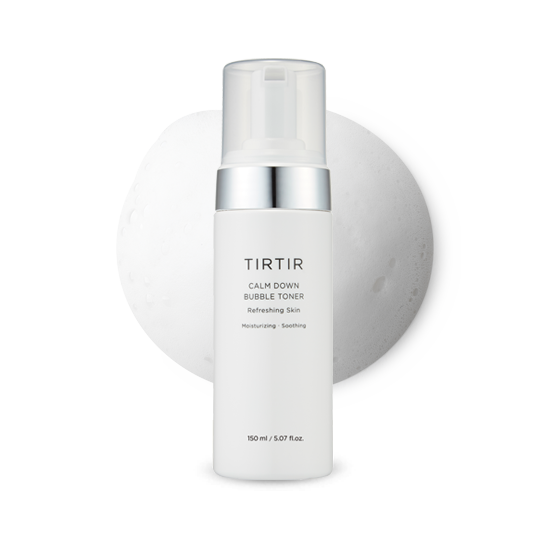 TIRTIR
CALM DOWN
BUBBLE TONER
Refreshing Skin
Moisturizing · Soothing
150 ml / 5.07 fl.oz.